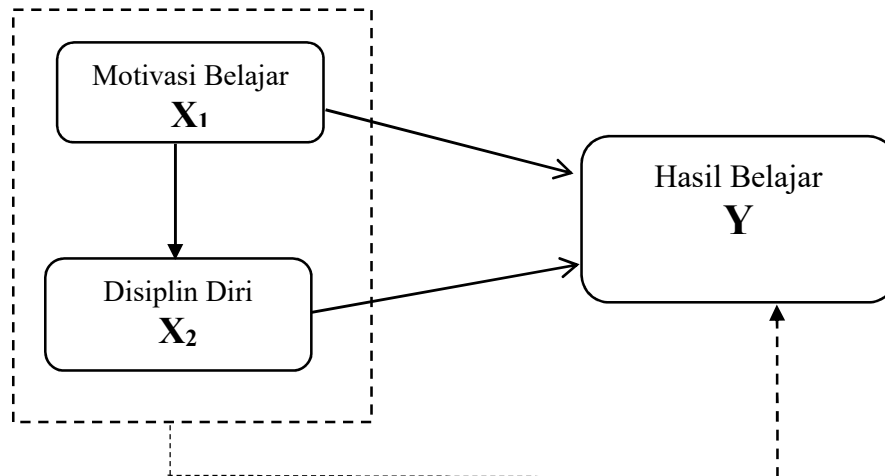 Motivasi Belajar
X1
Hasil Belajar
Y
Disiplin Diri
X2